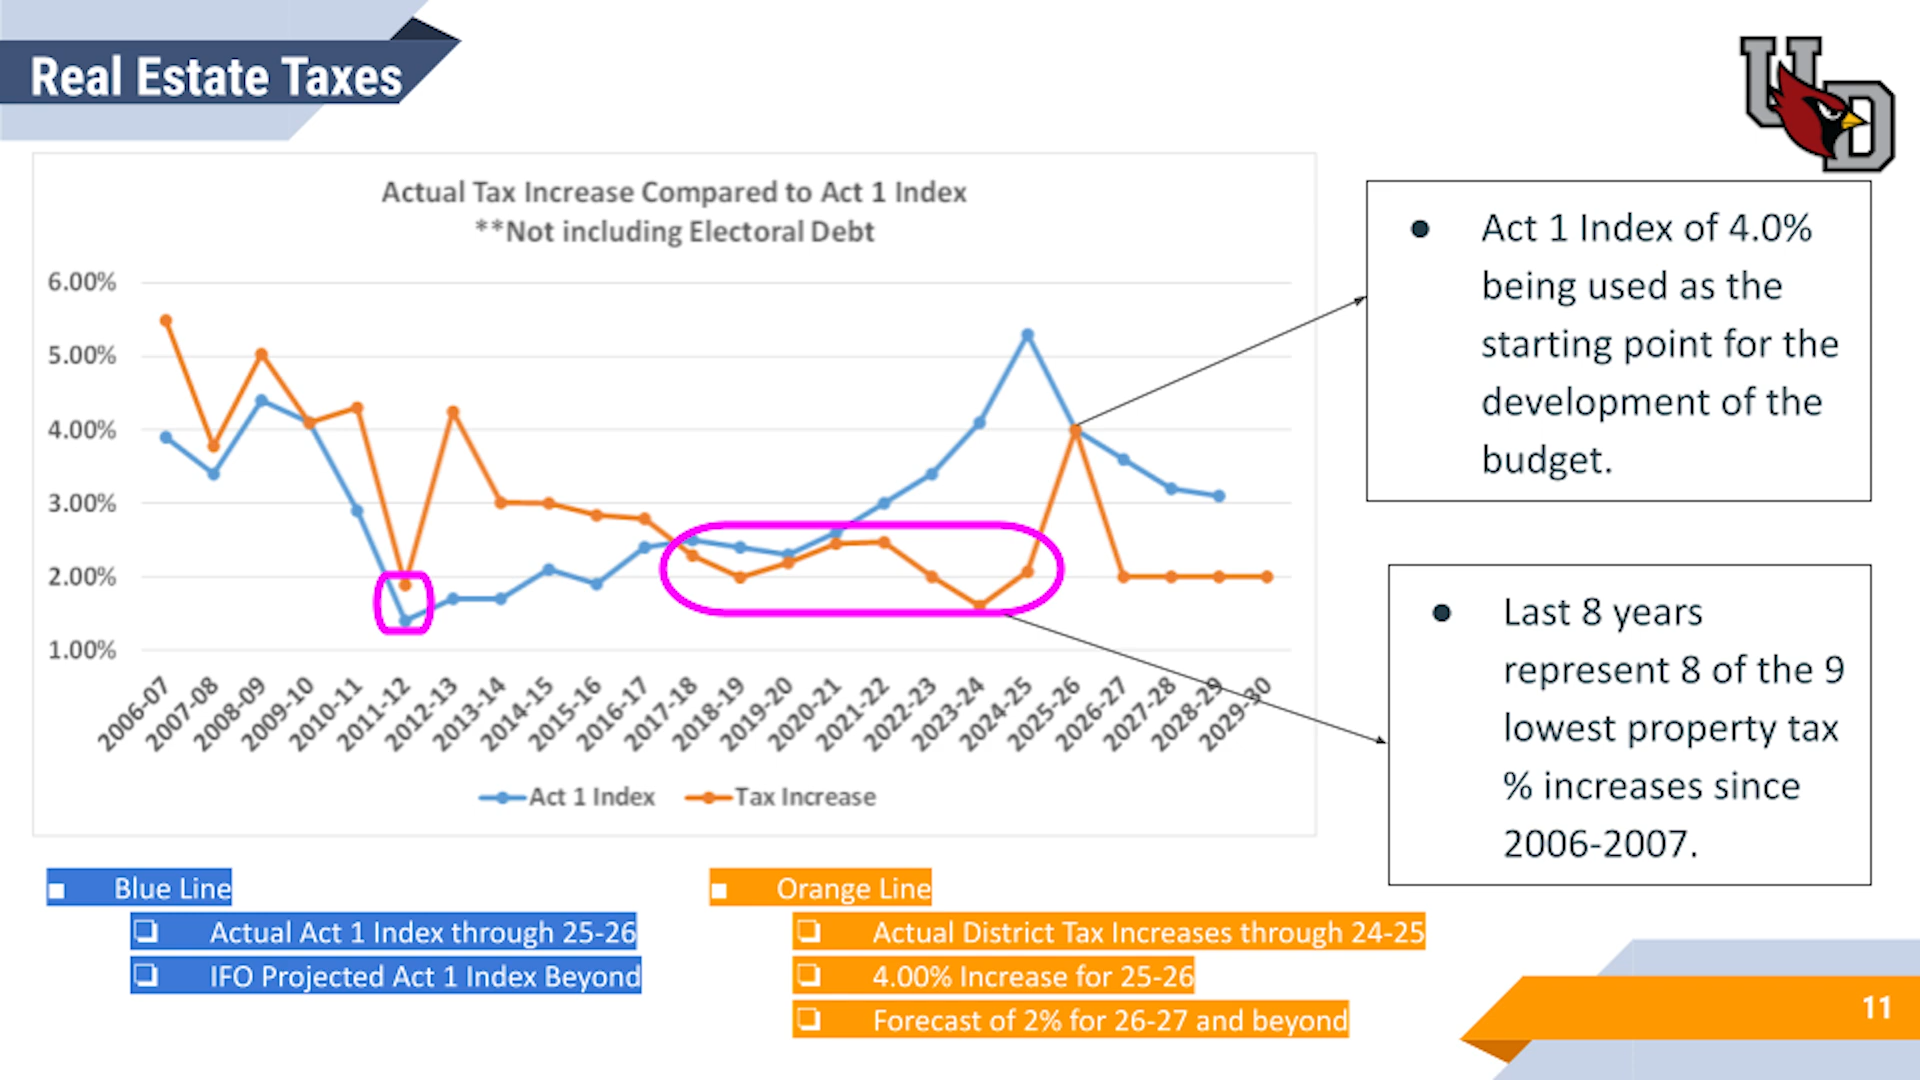 Real Estate Taxes
UD
Actual Tax Increase Compared to Act 1 Index
**Not including Electoral Debt
6.00%
5.00%
4.00%
3.00%
2.00%
1.00%
2006-07
2007-08
2008-09
2009-10
2010-11
2011-12
2012-13
2013-14
2014-15
2015-16
2016-17
2017-18
2018-19
2019-20
2020-21
2021-22
2022-23
2023-24
2024-25
2025-26
2026-27
2027-28
2028-29
2029-30
Act 1 Index
Tax Increase
Act 1 Index of 4.0%
being used as the
starting point for the
development of the
budget.
Last 8 years
represent 8 of the 9
lowest property tax
% increases since
2006-2007.
Blue Line
Actual Act 1 Index through 25-26
IFO Projected Act 1 Index Beyond
Orange Line
Actual District Tax Increases through 24-25
4.00% Increase for 25-26
Forecast of 2% for 26-27 and beyond
11